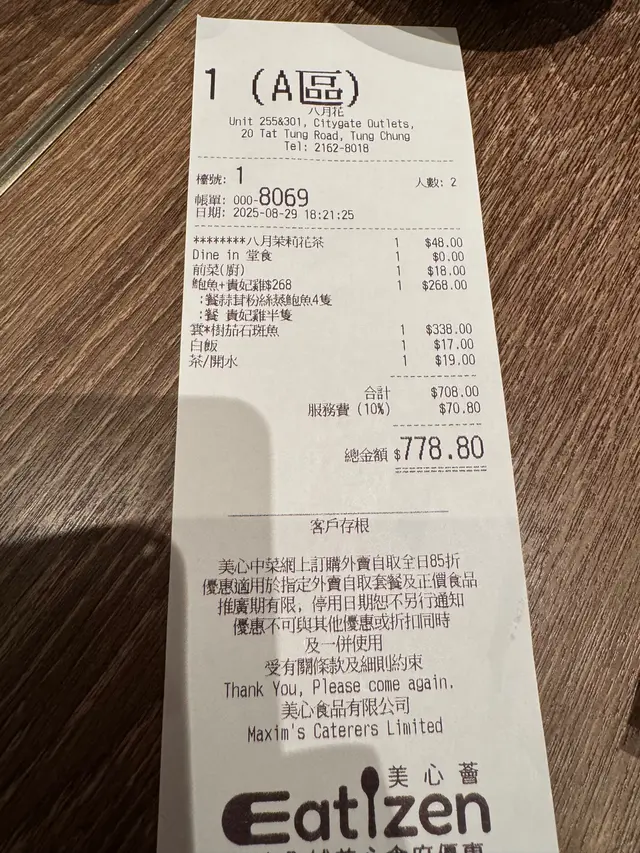 1 (A區)
八月花
Unit 255&301, Citygate Outlets,
20 Tat Tung Road, Tung Chung
Tel: 2162-8018
檯號: 1 人數: 2
帳單: 000-8069
日期: 2025-08-29 18:21:25
********八月茉莉花茶 1 $48.00
Dine in 堂食 1 $0.00
前菜(廚) 1 $18.00
鮑魚+貴妃雞$268 1 $268.00
:餐蒜茸粉絲蒸鮑魚4隻
:餐 貴妃雞半隻
雲*樹茄石斑魚 1 $338.00
白飯 1 $17.00
茶/開水 1 $19.00
合計 $708.00
服務費 (10%) $70.80
總金額 $778.80
客戶存根
美心中菜網上訂購外賣自取全日85折
優惠適用於指定外賣自取套餐及正價食品
推廣期有限，停用日期恕不另行通知
優惠不可與其他優惠或折扣同時
及一併使用
受有關條款及細則約束
Thank You, Please come again.
美心食品有限公司
Maxim's Caterers Limited
美心薈
Eatizen